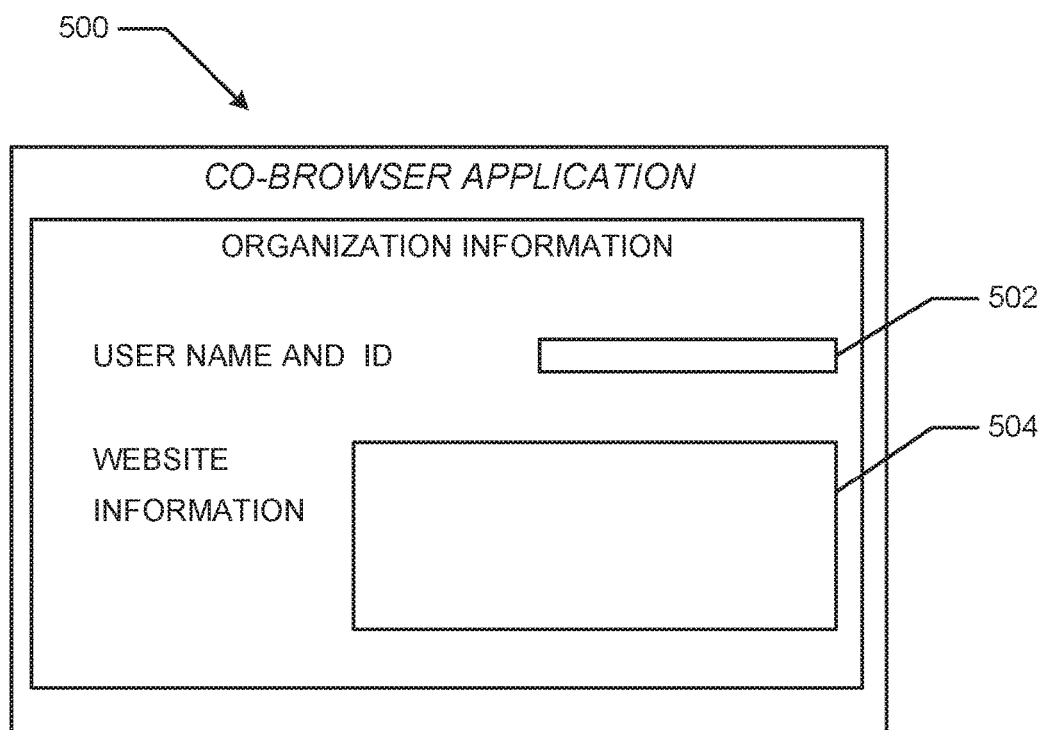 500
CO-BROWSER APPLICATION
ORGANIZATION INFORMATION
502
USER NAME AND ID
504
WEBSITE
INFORMATION